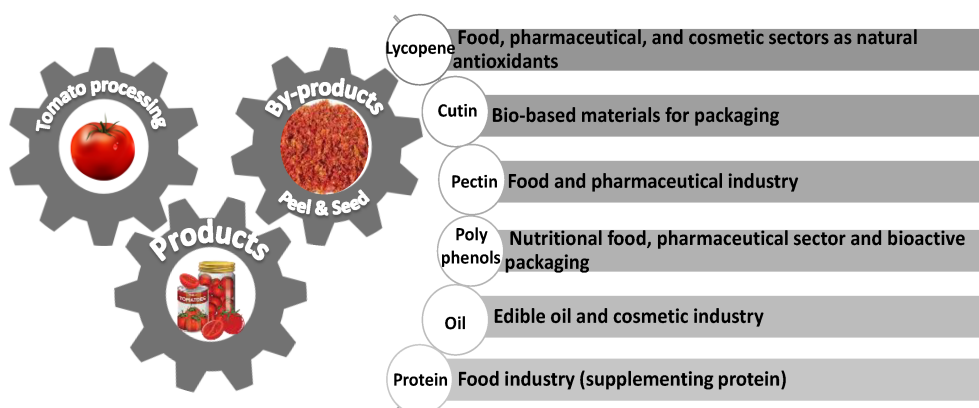 Tomato processing
By-products
Peel & Seed
Products
TOMATOES
Lycopene
Food, pharmaceutical, and cosmetic sectors as natural
antioxidants
Cutin
Bio-based materials for packaging
Pectin
Food and pharmaceutical industry
Poly
phenols
Nutritional food, pharmaceutical sector and bioactive
packaging
Oil
Edible oil and cosmetic industry
Protein
Food industry (supplementing protein)